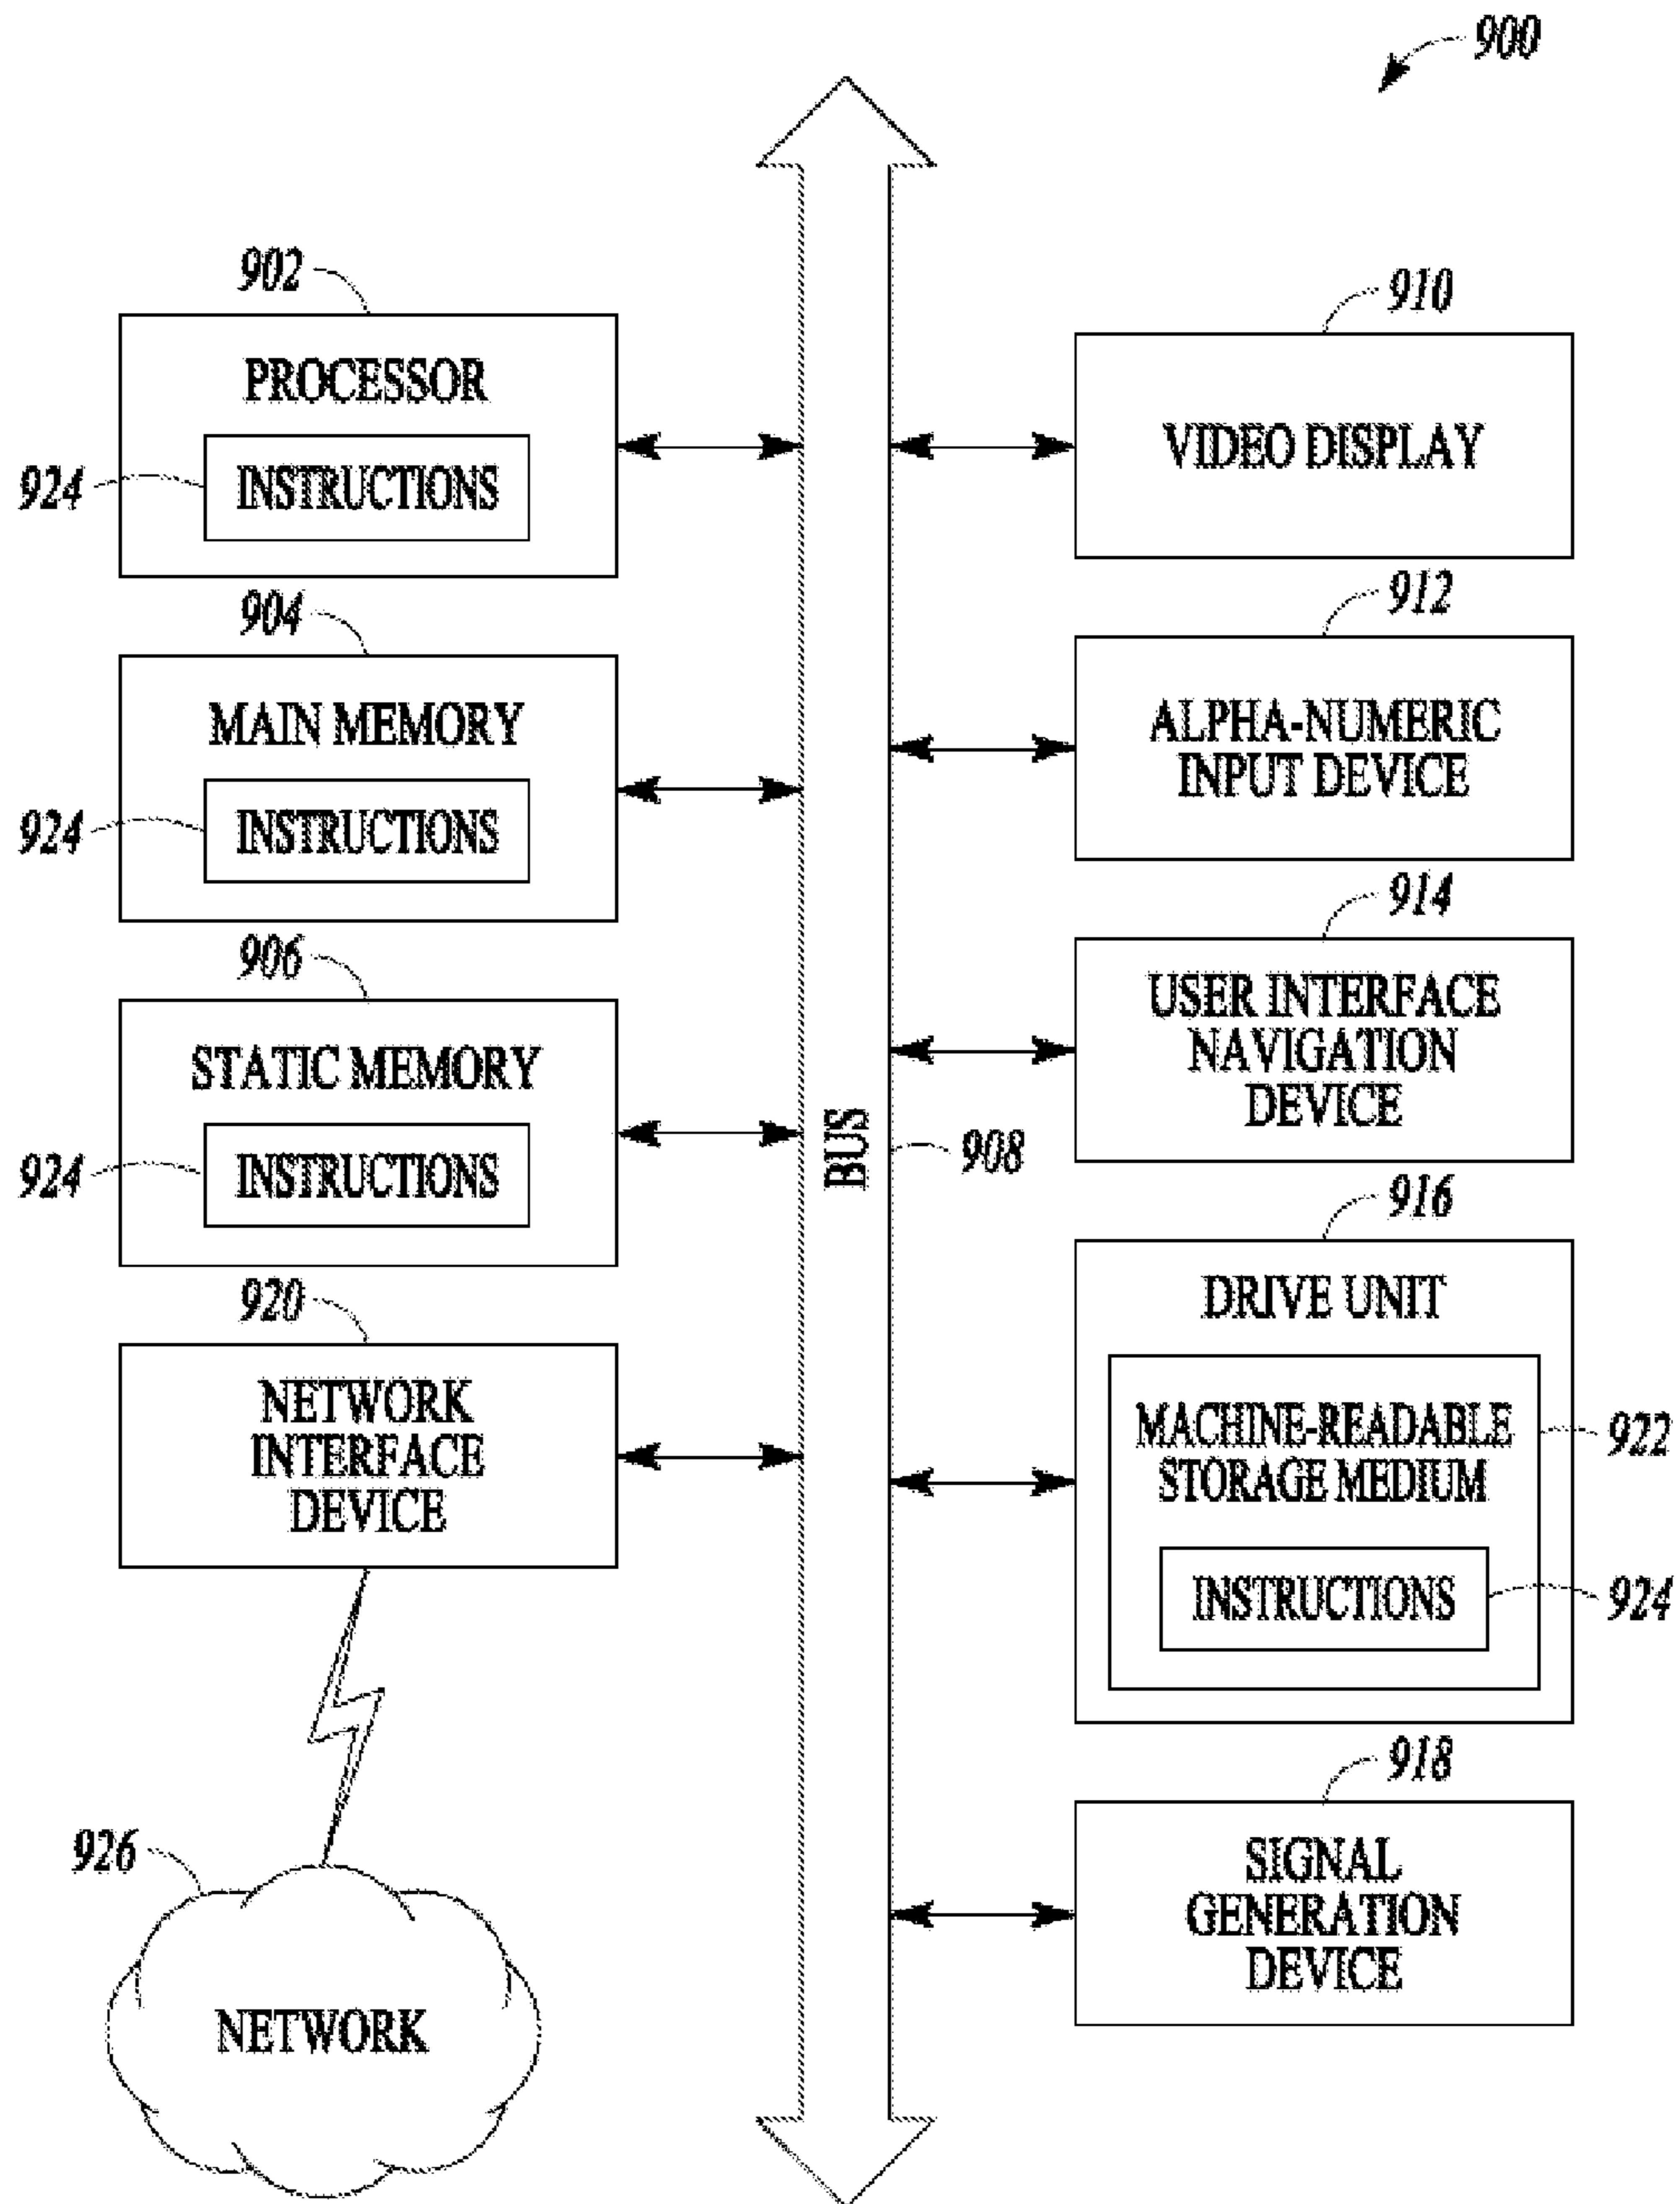 900
902
PROCESSOR
924
INSTRUCTIONS
904
MAIN MEMORY
924
INSTRUCTIONS
906
STATIC MEMORY
924
INSTRUCTIONS
920
NETWORK
INTERFACE
DEVICE
926
NETWORK
BUS
908
910
VIDEO DISPLAY
912
ALPHA-NUMERIC
INPUT DEVICE
914
USER INTERFACE
NAVIGATION
DEVICE
916
DRIVE UNIT
MACHINE-READABLE
STORAGE MEDIUM
922
INSTRUCTIONS
924
918
SIGNAL
GENERATION
DEVICE